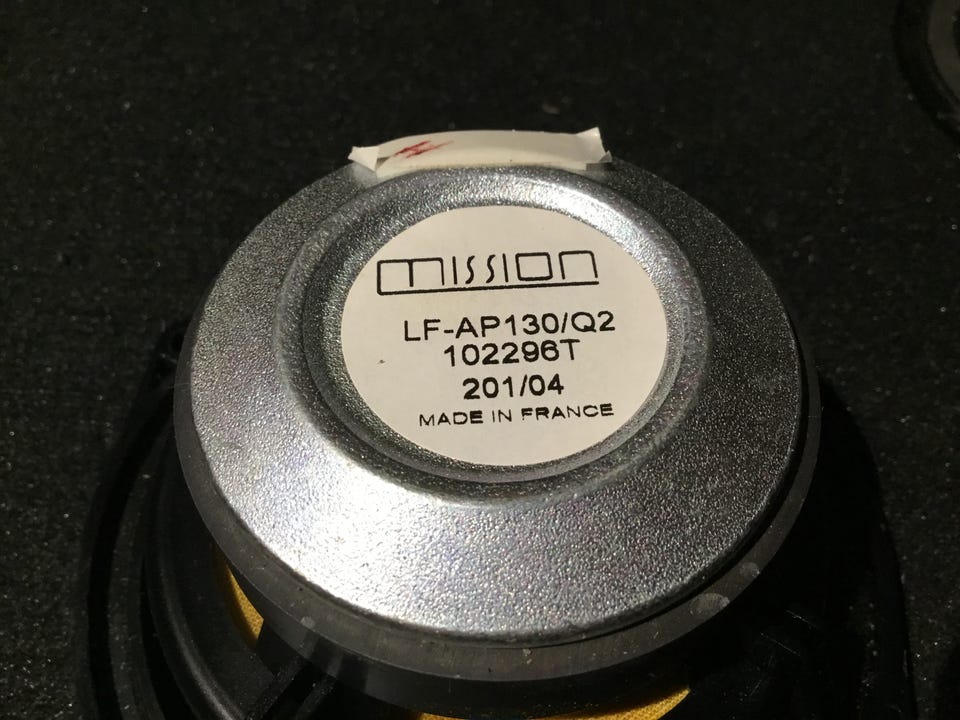 mission
LF-AP130/Q2
102296T
201/04
MADE IN FRANCE